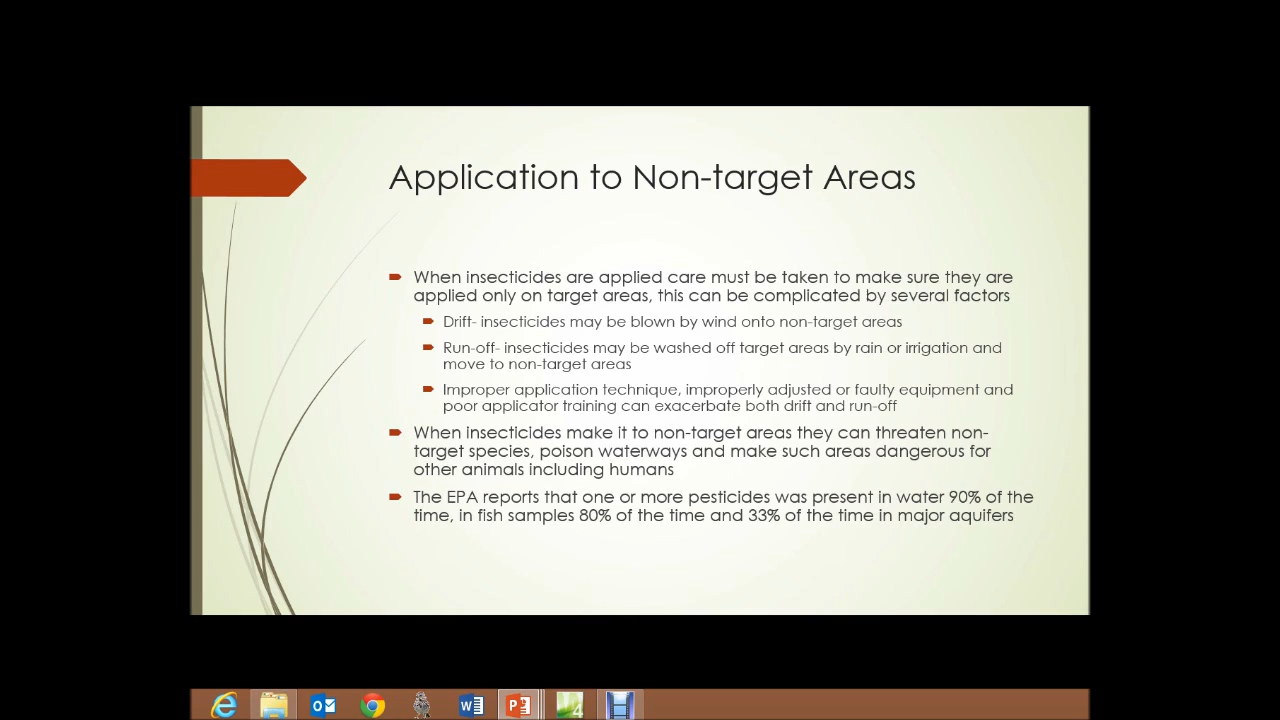 Application to Non-target Areas
When insecticides are applied care must be taken to make sure they are
applied only on target areas, this can be complicated by several factors
Drift- insecticides may be blown by wind onto non-target areas
Run-off- insecticides may be washed off target areas by rain or irrigation and
move to non-target areas
Improper application technique, improperly adjusted or faulty equipment and
poor applicator training can exacerbate both drift and run-off
When insecticides make it to non-target areas they can threaten non-
target species, poison waterways and make such areas dangerous for
other animals including humans
The EPA reports that one or more pesticides was present in water 90% of the
time, in fish samples 80% of the time and 33% of the time in major aquifers